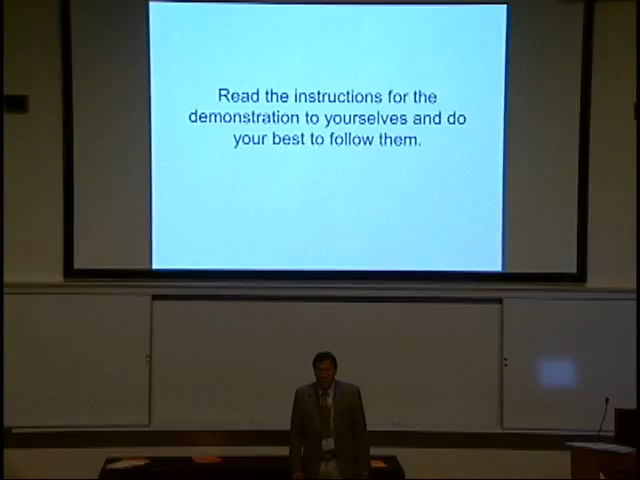 Read the instructions for the
demonstration to yourselves and do
your best to follow them.